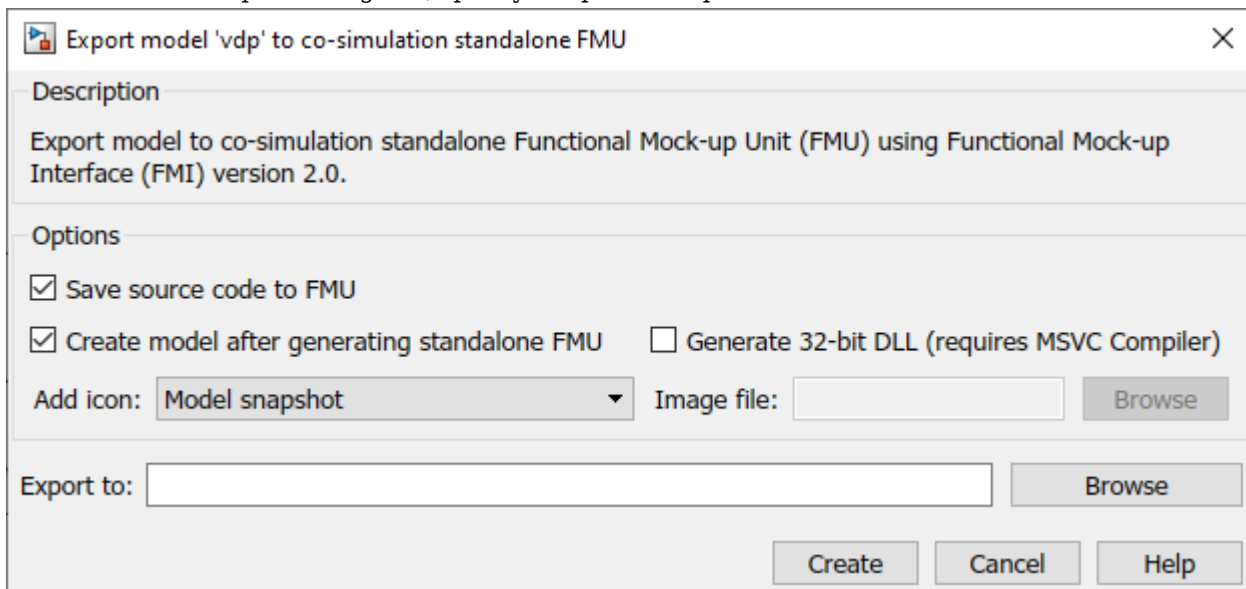 Export model 'vdp' to co-simulation standalone FMU
Description
Export model to co-simulation standalone Functional Mock-up Unit (FMU) using Functional Mock-up
Interface (FMI) version 2.0.
Options
Save source code to FMU
Create model after generating standalone FMU Generate 32-bit DLL (requires MSVC Compiler)
Add icon: Model snapshot Image file: Browse
Export to: Browse
Create Cancel Help